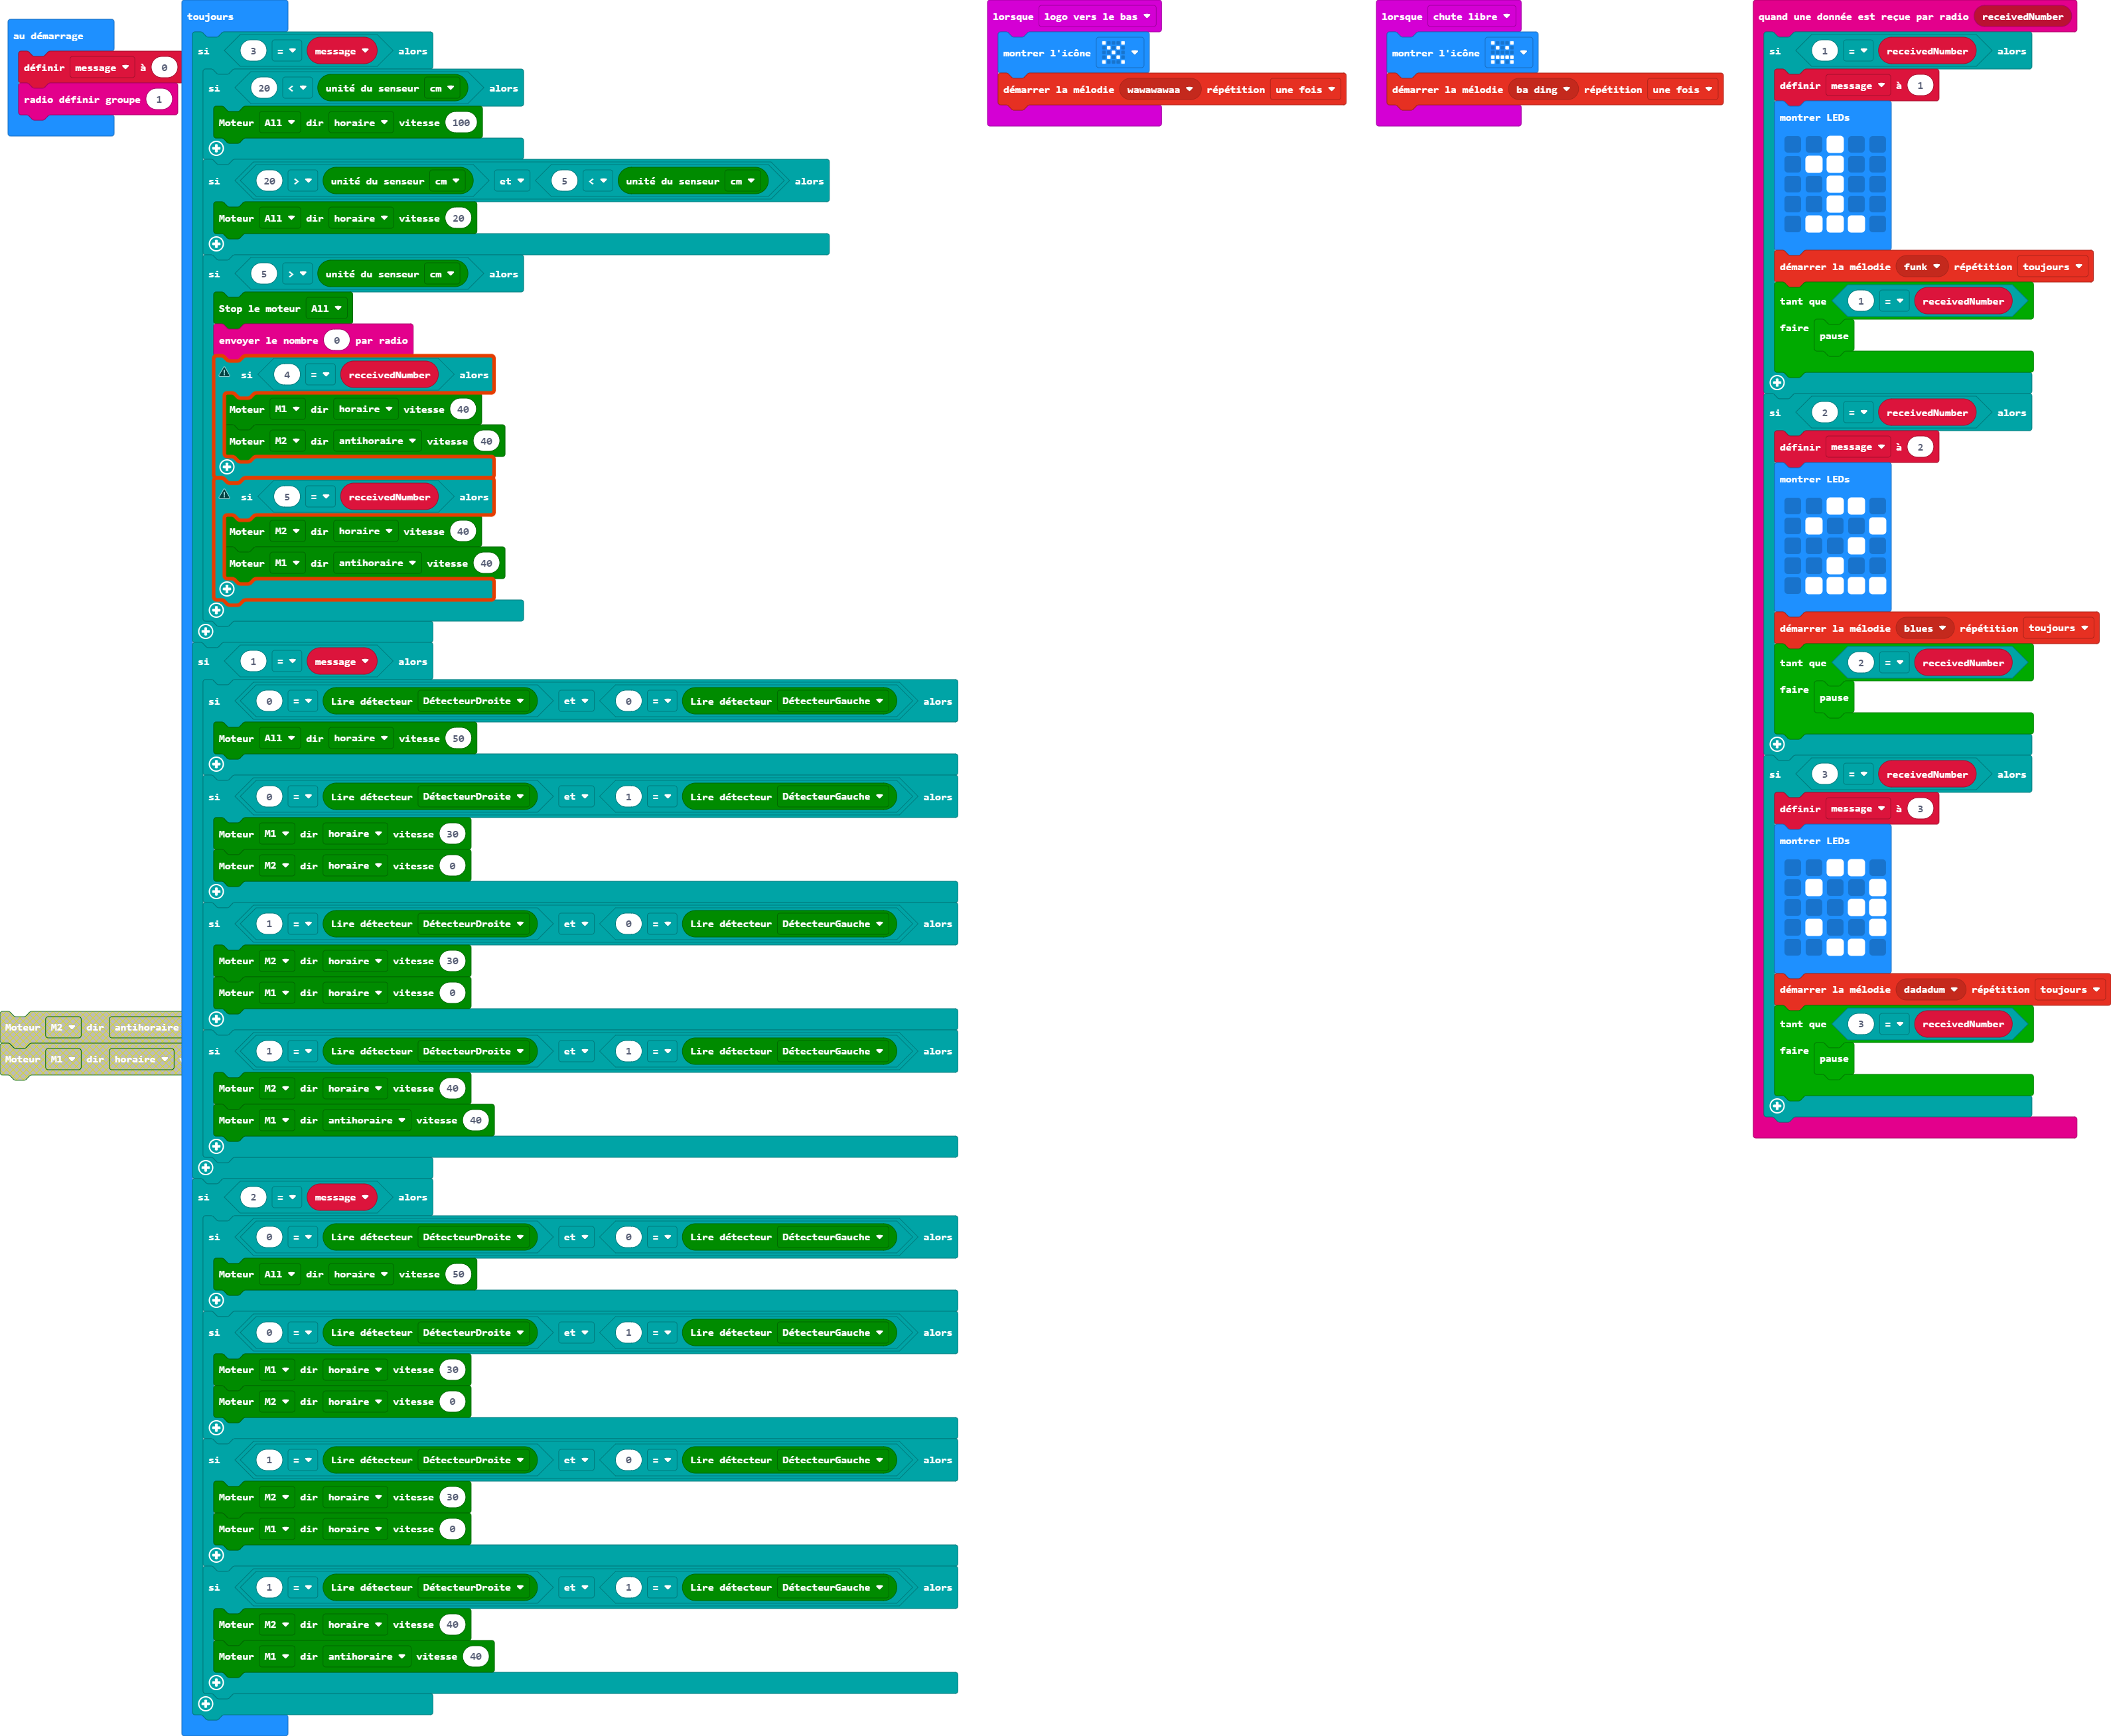 au démarrage
définir message à 0
radio définir groupe 1
toujours
si 3 = message alors
si 20 < unité du senseur cm alors
Moteur All dir horaire vitesse 100
si 20 > unité du senseur cm et 5 < unité du senseur cm alors
Moteur All dir horaire vitesse 20
si 5 > unité du senseur cm alors
Stop le moteur All
envoyer le nombre 0 par radio
si 4 = receivedNumber alors
Moteur M1 dir horaire vitesse 40
Moteur M2 dir antihoraire vitesse 40
si 5 = receivedNumber alors
Moteur M2 dir horaire vitesse 40
Moteur M1 dir antihoraire vitesse 40
si 1 = message alors
si 0 = Lire détecteur DétecteurDroite et 0 = Lire détecteur DétecteurGauche alors
Moteur All dir horaire vitesse 50
si 0 = Lire détecteur DétecteurDroite et 1 = Lire détecteur DétecteurGauche alors
Moteur M1 dir horaire vitesse 30
Moteur M2 dir horaire vitesse 0
si 1 = Lire détecteur DétecteurDroite et 0 = Lire détecteur DétecteurGauche alors
Moteur M2 dir horaire vitesse 30
Moteur M1 dir horaire vitesse 0
si 1 = Lire détecteur DétecteurDroite et 1 = Lire détecteur DétecteurGauche alors
Moteur M2 dir horaire vitesse 40
Moteur M1 dir antihoraire vitesse 40
si 2 = message alors
si 0 = Lire détecteur DétecteurDroite et 0 = Lire détecteur DétecteurGauche alors
Moteur All dir horaire vitesse 50
si 0 = Lire détecteur DétecteurDroite et 1 = Lire détecteur DétecteurGauche alors
Moteur M1 dir horaire vitesse 30
Moteur M2 dir horaire vitesse 0
si 1 = Lire détecteur DétecteurDroite et 0 = Lire détecteur DétecteurGauche alors
Moteur M2 dir horaire vitesse 30
Moteur M1 dir horaire vitesse 0
si 1 = Lire détecteur DétecteurDroite et 1 = Lire détecteur DétecteurGauche alors
Moteur M2 dir horaire vitesse 40
Moteur M1 dir antihoraire vitesse 40
Moteur M2 dir antihoraire
Moteur M1 dir horaire
lorsque logo vers le bas
montrer l'icône
démarrer la mélodie wawawawaa répétition une fois
lorsque chute libre
montrer l'icône
démarrer la mélodie ba ding répétition une fois
quand une donnée est reçue par radio receivedNumber
si 1 = receivedNumber alors
définir message à 1
montrer LEDs
démarrer la mélodie funk répétition toujours
tant que 1 = receivedNumber
faire pause
si 2 = receivedNumber alors
définir message à 2
montrer LEDs
démarrer la mélodie blues répétition toujours
tant que 2 = receivedNumber
faire pause
si 3 = receivedNumber alors
définir message à 3
montrer LEDs
démarrer la mélodie dadadum répétition toujours
tant que 3 = receivedNumber
faire pause